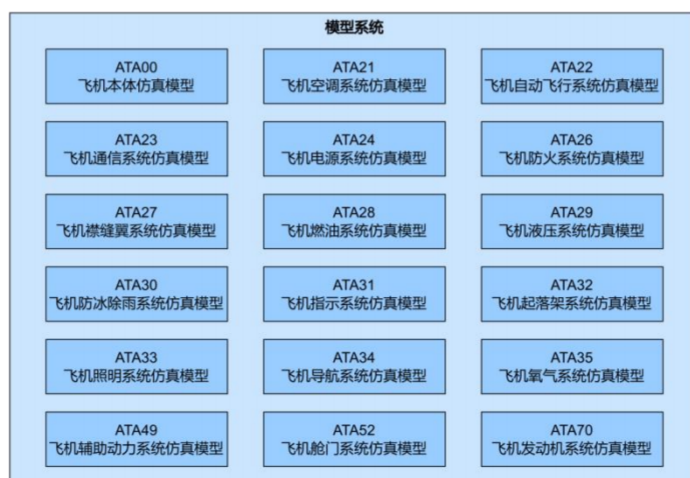 模型系统
ATA00
飞机本体仿真模型
ATA21
飞机空调系统仿真模型
ATA22
飞机自动飞行系统仿真模型
ATA23
飞机通信系统仿真模型
ATA24
飞机电源系统仿真模型
ATA26
飞机防火系统仿真模型
ATA27
飞机襟缝翼系统仿真模型
ATA28
飞机燃油系统仿真模型
ATA29
飞机液压系统仿真模型
ATA30
飞机防冰除雨系统仿真模型
ATA31
飞机指示系统仿真模型
ATA32
飞机起落架系统仿真模型
ATA33
飞机照明系统仿真模型
ATA34
飞机导航系统仿真模型
ATA35
飞机氧气系统仿真模型
ATA49
飞机辅助动力系统仿真模型
ATA52
飞机舱门系统仿真模型
ATA70
飞机发动机系统仿真模型